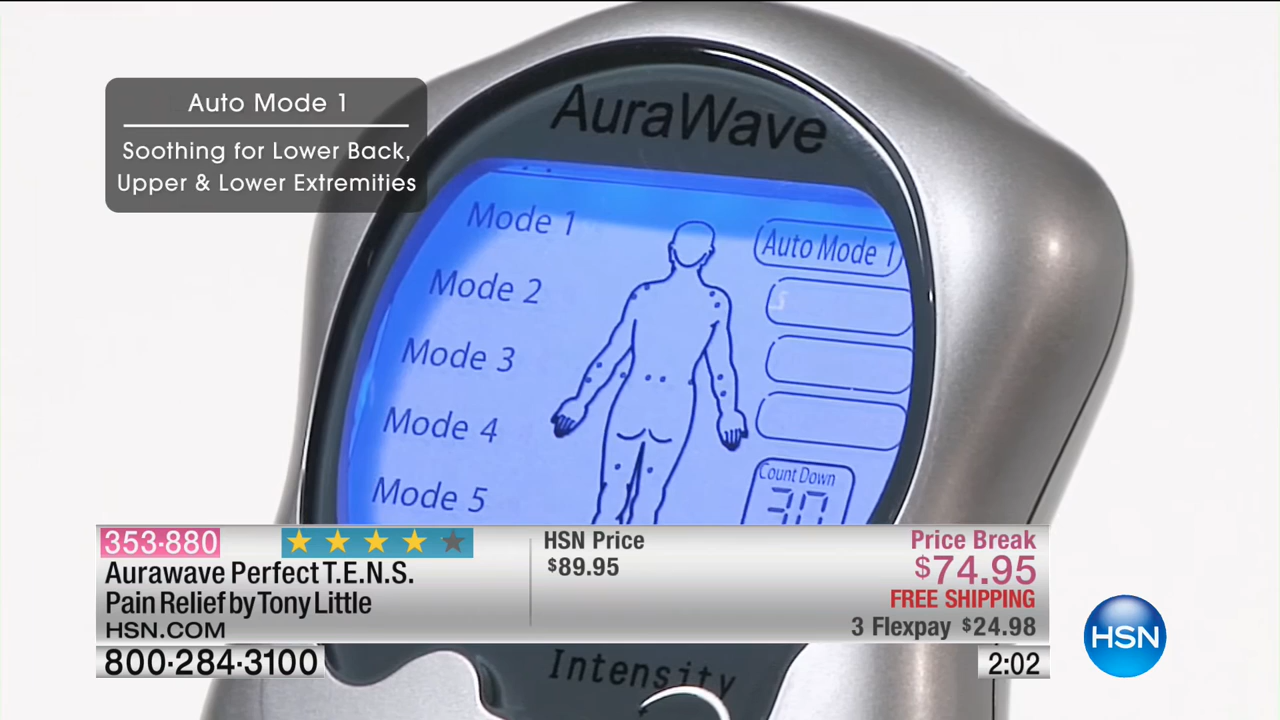 Auto Mode 1
Soothing for Lower Back,
Upper & Lower Extremities
AuraWave
Mode 1
Mode 2
Mode 3
Mode 4
Mode 5
Auto Mode 1
Count Down
30
353·880
Aurawave Perfect T.E.N.S.
Pain Relief by Tony Little
HSN.COM
800·284·3100
HSN Price
$89.95
Price Break
$74.95
FREE SHIPPING
3 Flexpay $24.98
2:02
HSN
Intensity